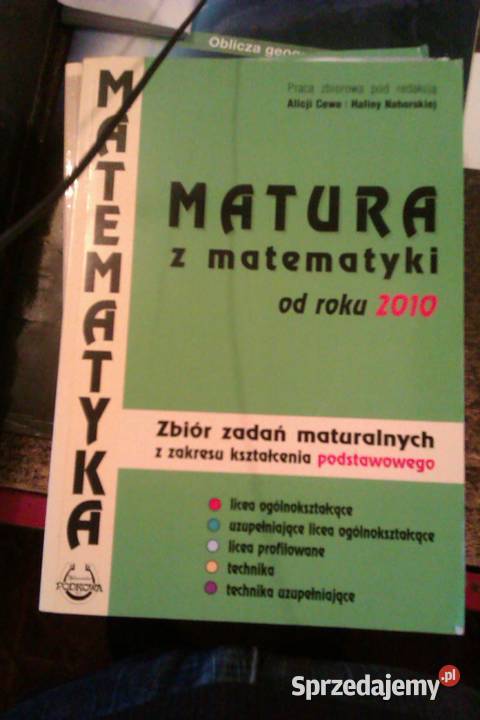 Oblicza geog
Praca zbiorowa pod redakcją
Alicji Cewe i Haliny Nahorskiej
MATEMATYKA
MATURA
z matematyki
od roku 2010
Zbiór zadań maturalnych
z zakresu kształcenia podstawowego
licea ogólnokształcące
uzupełniające licea ogólnokształcące
licea profilowane
technika
technika uzupełniające
PODKOWA
Sprzedajemy.pl